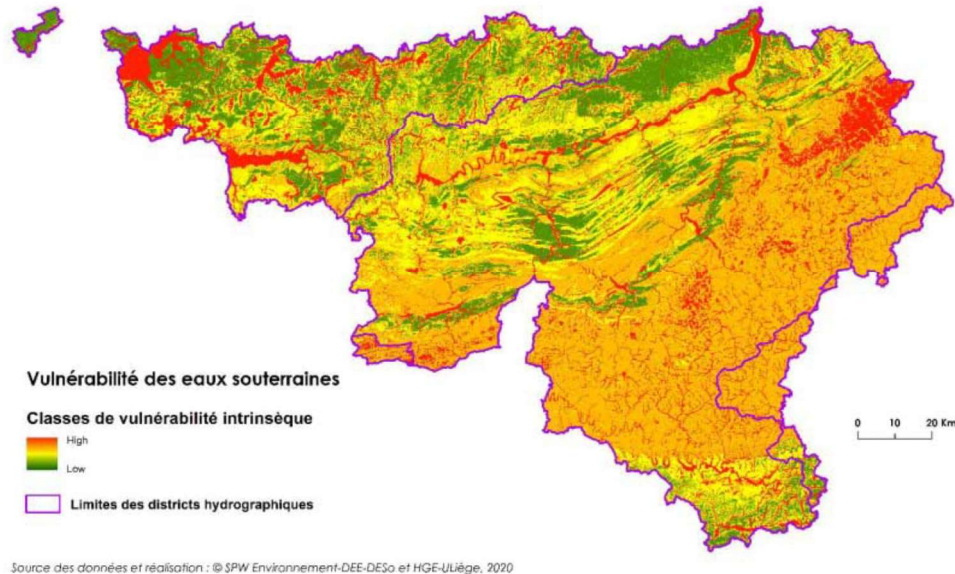 Vulnérabilité des eaux souterraines
Classes de vulnérabilité intrinsèque
High
Low
0 10 20 Km
Limites des districts hydrographiques
Source des données et réalisation : © SPW Environnement-DEE-DESo et HGE-ULiège, 2020